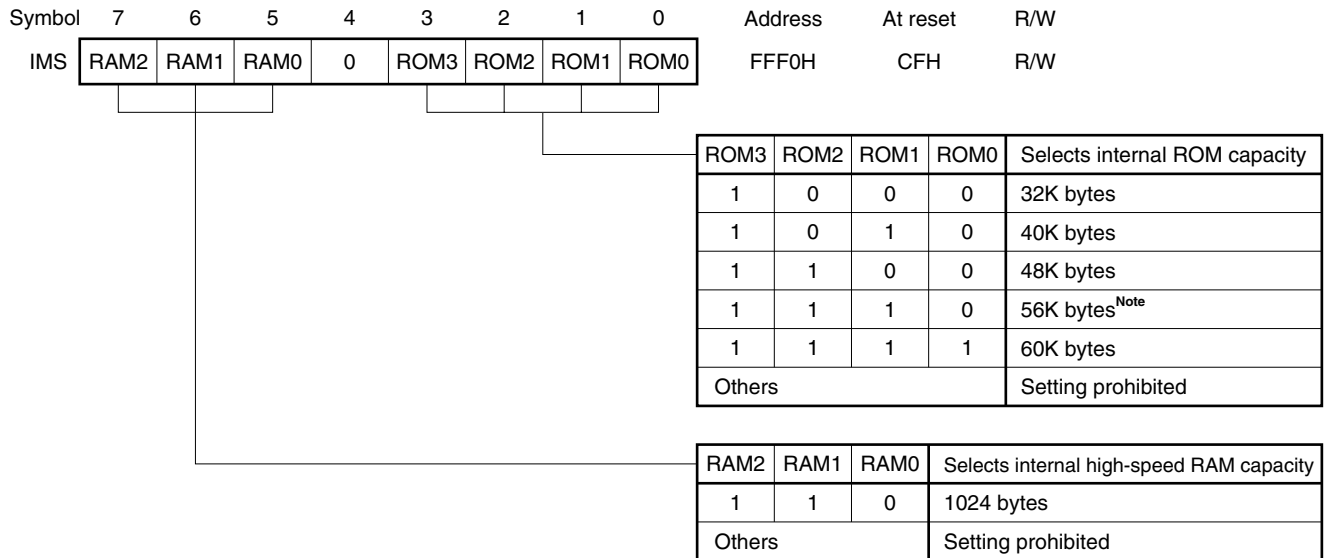 Symbol 7 6 5 4 3 2 1 0 Address At reset R/W
IMS RAM2 RAM1 RAM0 0 ROM3 ROM2 ROM1 ROM0 FFF0H CFH R/W
ROM3 ROM2 ROM1 ROM0 Selects internal ROM capacity
1 0 0 0 32K bytes
1 0 1 0 40K bytes
1 1 0 0 48K bytes
1 1 1 0 56K bytesNote
1 1 1 1 60K bytes
Others Setting prohibited
RAM2 RAM1 RAM0 Selects internal high-speed RAM capacity
1 1 0 1024 bytes
Others Setting prohibited